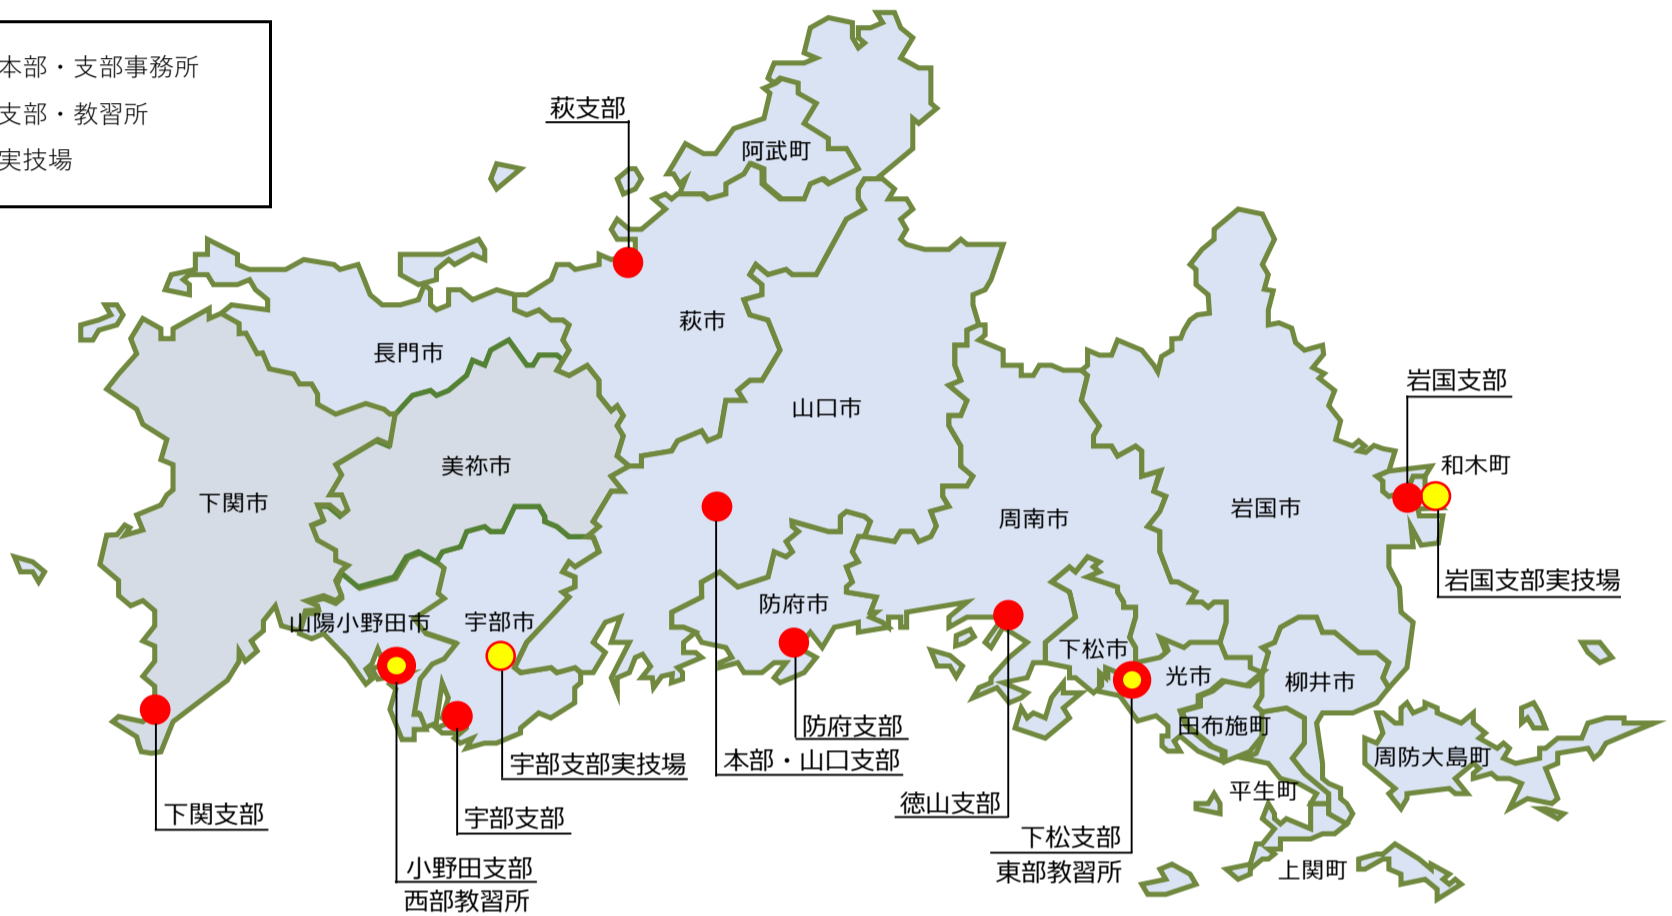 本部・支部事務所
支部・教習所
実技場
萩支部
阿武町
萩市
長門市
岩国支部
山口市
美祢市
和木町
下関市
岩国市
周南市
岩国支部実技場
防府市
山陽小野田市
宇部市
下松市
光市
柳井市
防府支部
田布施町
周防大島町
宇部支部実技場
本部・山口支部
平生町
徳山支部
下関支部
宇部支部
下松支部
東部教習所
小野田支部
西部教習所
上関町